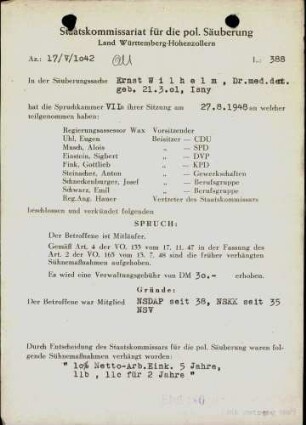 Staatskommissariat für die pol. Säuberung
Land Württemberg-Hohenzollern
Az.: 17/V/1042
L.: 388
In der Säuberungssache Ernst Wilhelm, Dr.med.dent.
geb. 21.3.01, Isny
hat die Spruchkammer VII in ihrer Sitzung am 27.8.1948 an welcher
teilgenommen haben:
Regierungsassessor Wax Vorsitzender
Uhl. Eugen Beisitzer — CDU
Musch, Alois „ — SPD
Einstein, Sigbert „ — DVP
Fink, Gottlieb „ — KPD
Steinacher, Anton „ — Gewerkschaften
Schneckenburger, Josef „ — Berufsgruppe
Schwarz, Emil „ — Berufsgruppe
Reg.Ang. Hauer Vertreter des Staatskommissars
beschlossen und verkündet folgenden
SPRUCH:
Der Betroffene ist Mitläufer.
Gemäß Art. 4 der VO. 133 vom 17. 11. 47 in der Fassung des
Art. 2 der VO. 165 vom 13. 7. 48 sind die früher verhängten
Sühnemaßnahmen aufgehoben.
Es wird eine Verwaltungsgebühr von DM 30.- erhoben.
Gründe:
Der Betroffene war Mitglied NSDAP seit 38, NSKK seit 35
NSV
Durch Entscheidung des Staatskommissars für die pol. Säuberung waren fol-
gende Sühnemaßnahmen verhängt worden:
" 10% Netto-Arb.Eink. 5 Jahre,
11b , 11c für 2 Jahre "